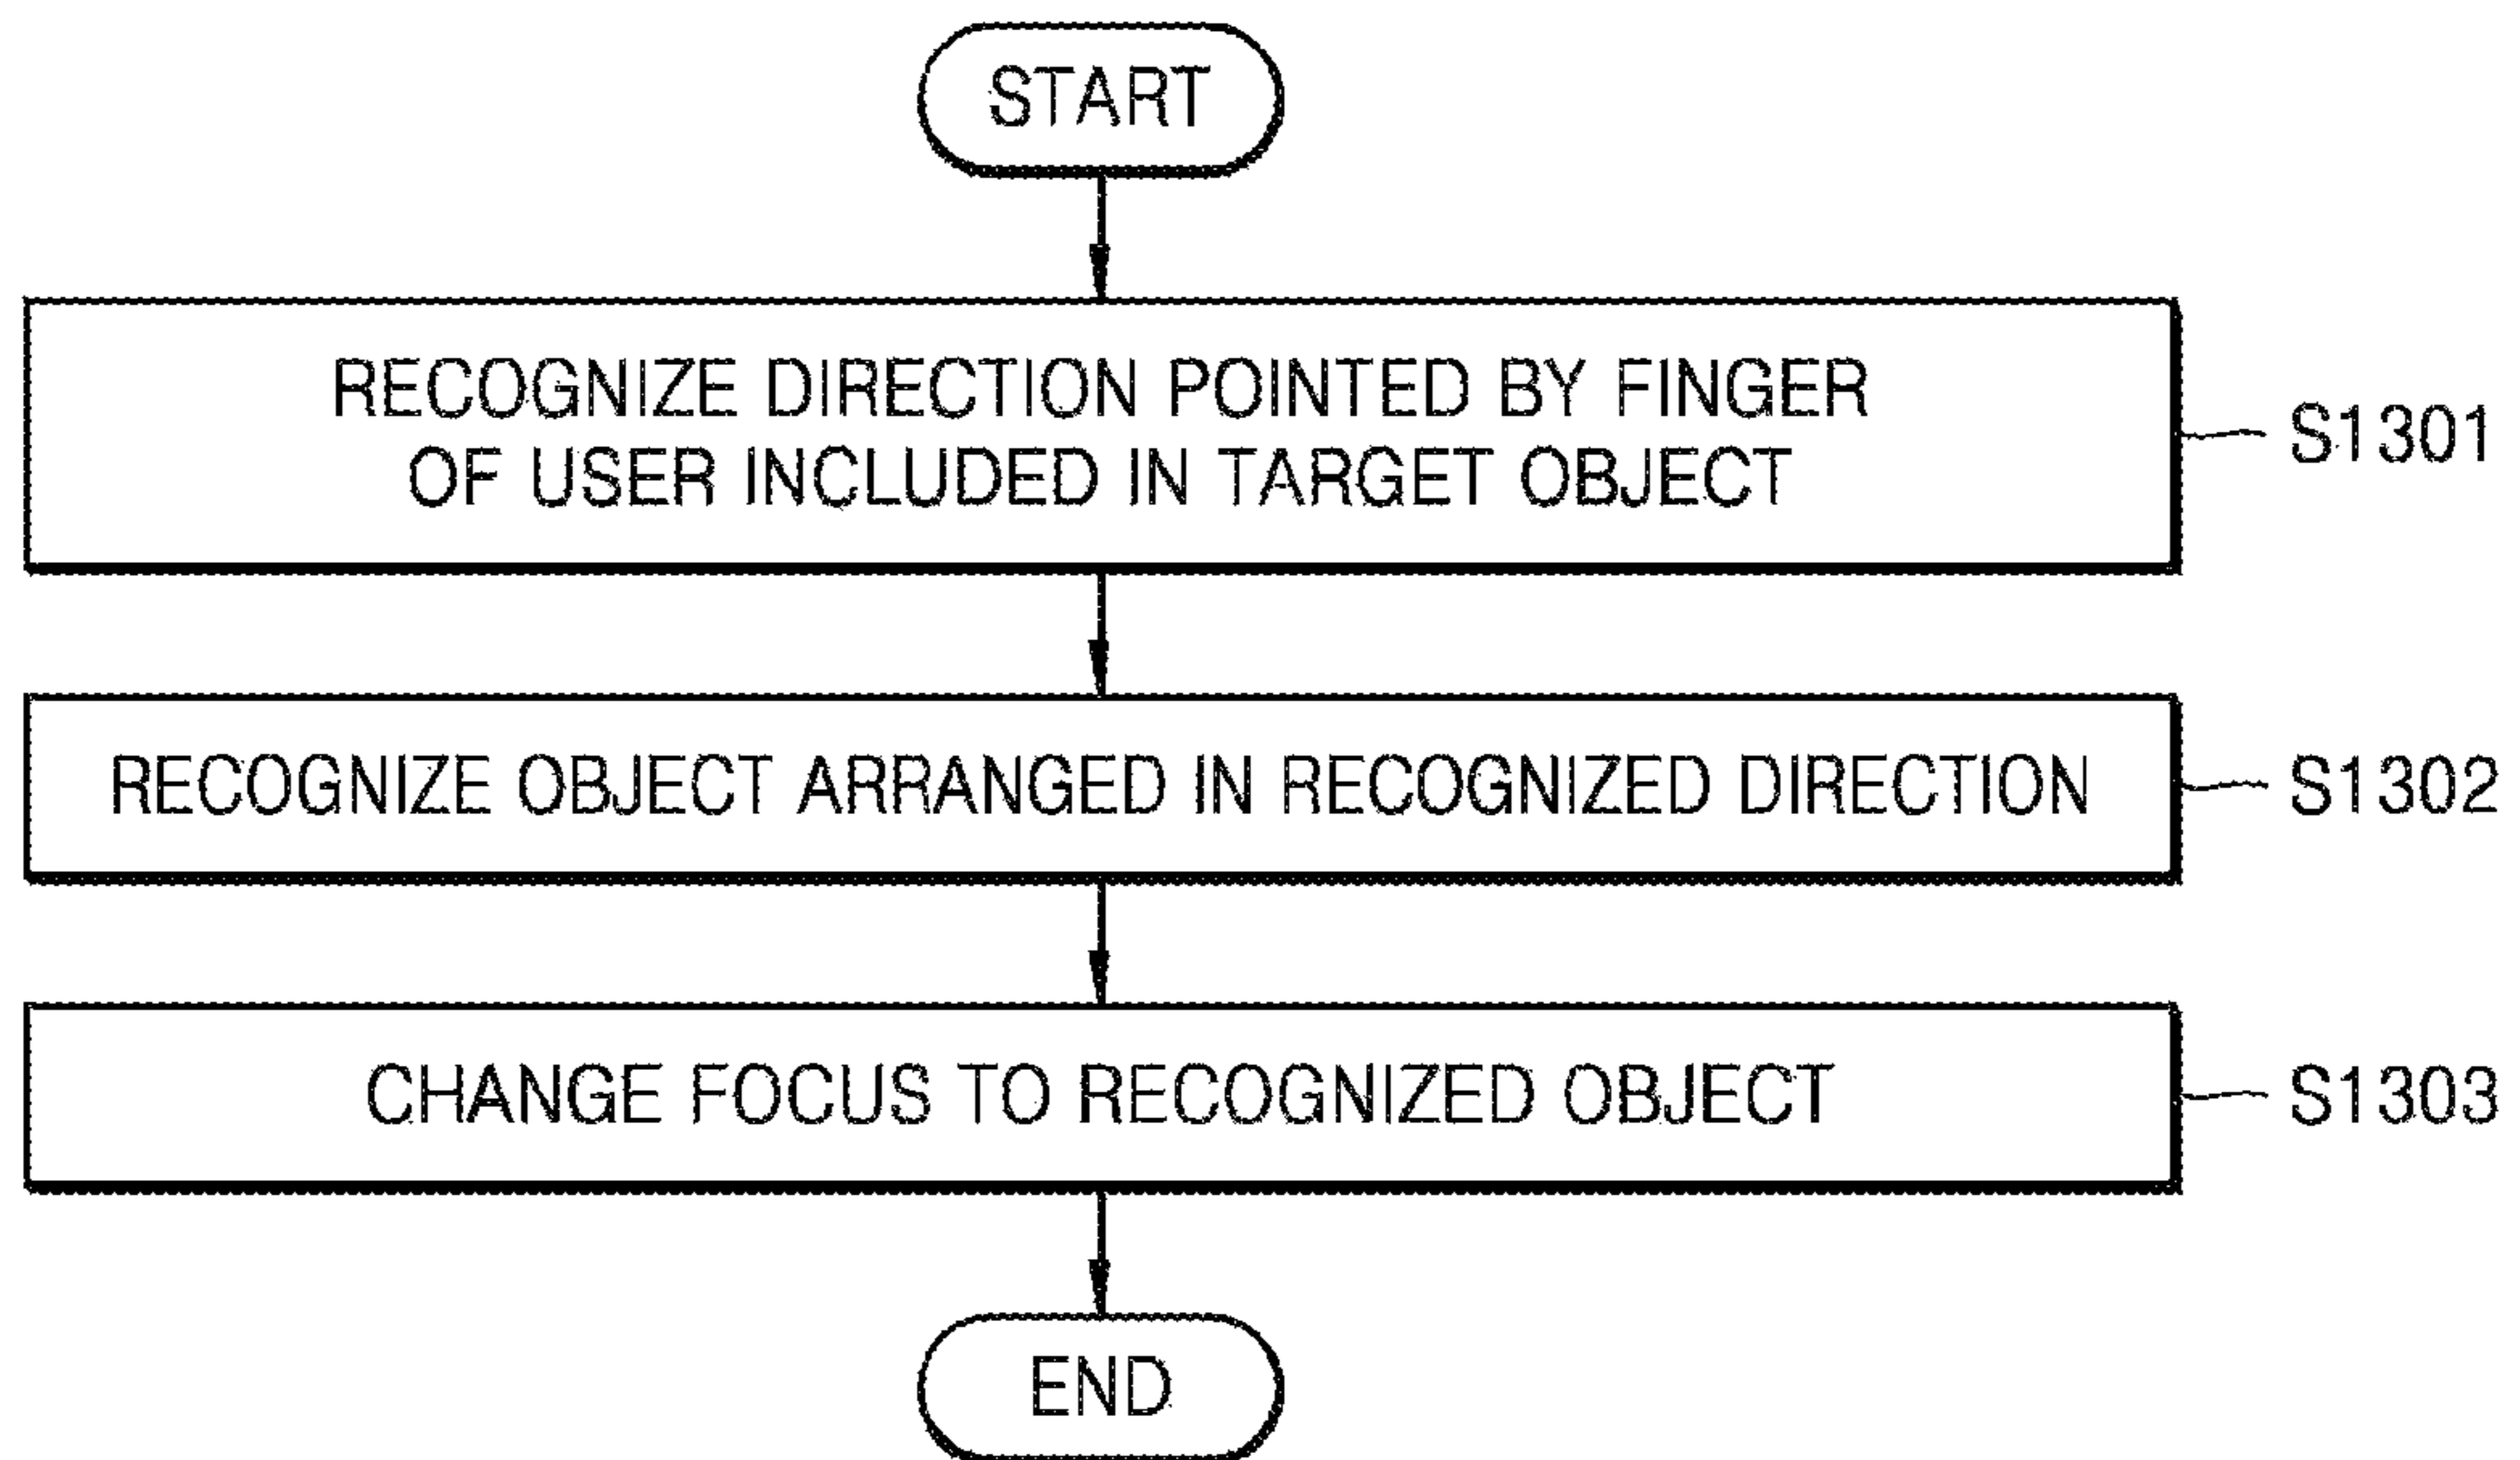 START
RECOGNIZE DIRECTION POINTED BY FINGER
OF USER INCLUDED IN TARGET OBJECT
S1301
RECOGNIZE OBJECT ARRANGED IN RECOGNIZED DIRECTION
S1302
CHANGE FOCUS TO RECOGNIZED OBJECT
S1303
END